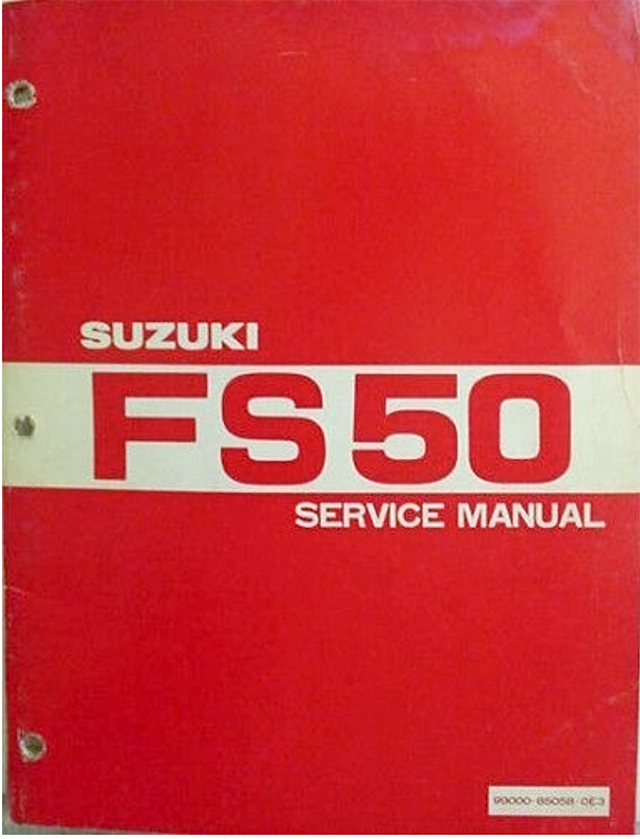 SUZUKI
FS50
SERVICE MANUAL
99000-85058-0E3